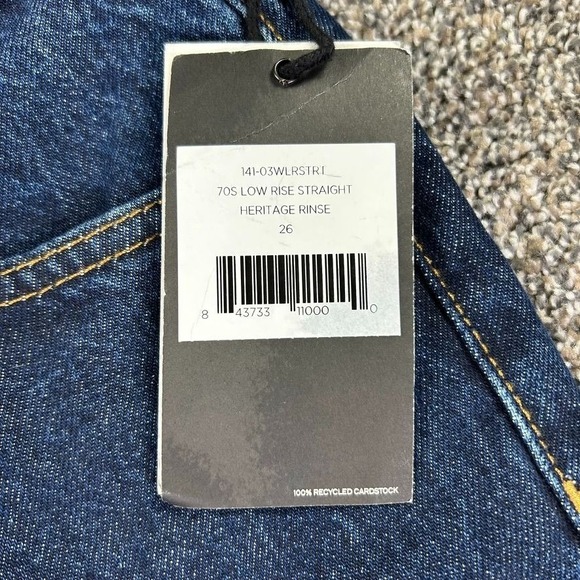 141-03WLRSTRT
70S LOW RISE STRAIGHT
HERITAGE RINSE
26
8 43733 11000 0
100% RECYCLED CARDSTOCK